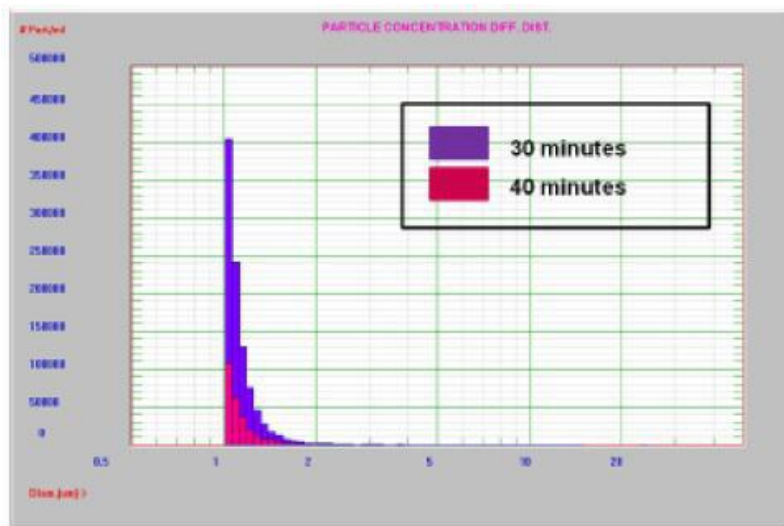 # Part/ml
PARTICLE CONCENTRATION DIFF. DIST.
500000
450000
400000
350000
300000
250000
200000
150000
100000
50000
0
30 minutes
40 minutes
0.5 1 2 5 10 20
Diam.[um]->